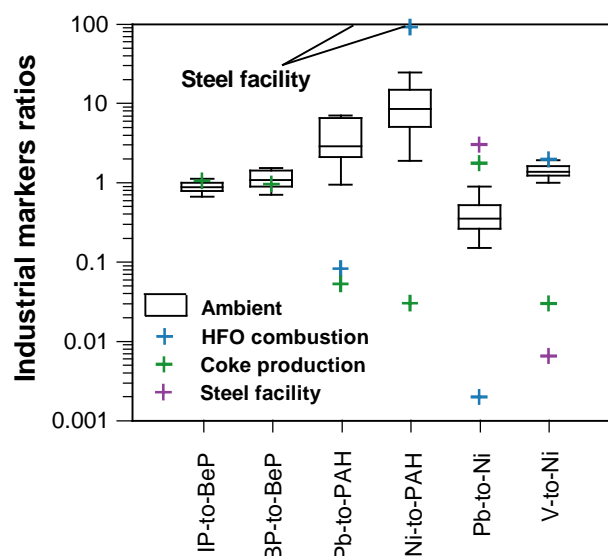 Industrial markers ratios
100
10
1
0.1
0.01
0.001
Steel facility
Ambient
HFO combustion
Coke production
Steel facility
IP-to-BeP
BP-to-BeP
Pb-to-PAH
Ni-to-PAH
Pb-to-Ni
V-to-Ni